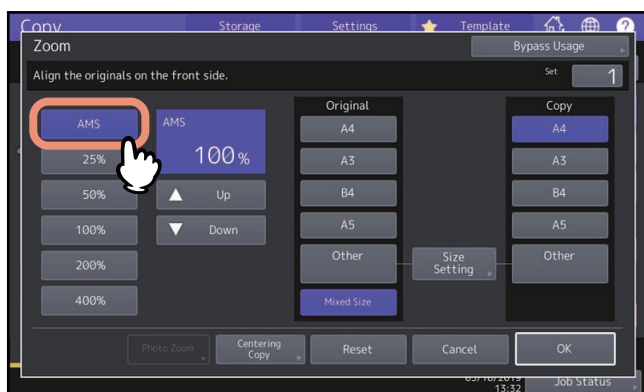 Copy Storage Settings Template
Zoom Bypass Usage
Align the originals on the front side. Set 1
Original Copy
AMS AMS A4 A4
25% 100 % A3 A3
50% Up B4 B4
100% Down A5 A5
200% Other Size Setting Other
400% Mixed Size
Photo Zoom Centering Copy Reset Cancel OK
13:32 Job Status